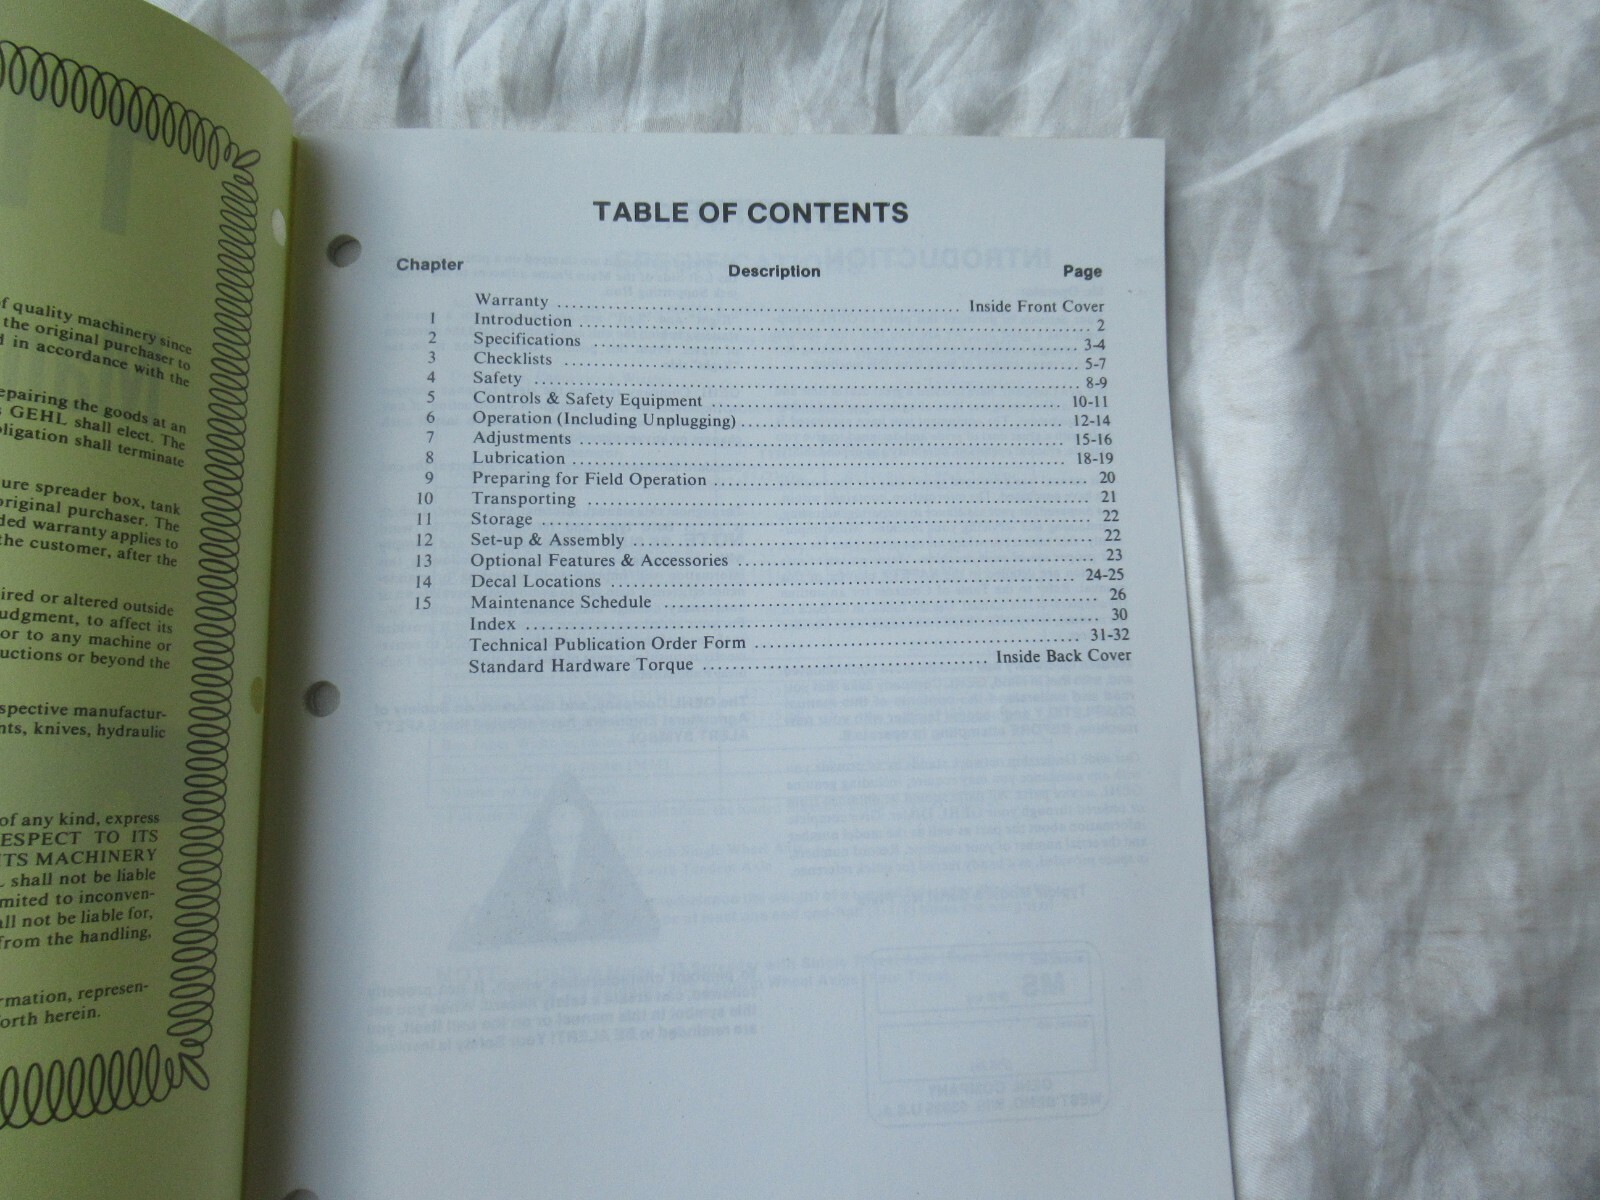 f quality machinery since
the original purchaser to
d in accordance with the
epairing the goods at an
GEHL shall elect. The
ligation shall terminate
ure spreader box, tank
original purchaser. The
ded warranty applies to
the customer, after the
ired or altered outside
udgment, to affect its
or to any machine or
uctions or beyond the
spective manufactur-
nts, knives, hydraulic
of any kind, express
ESPECT TO ITS
ITS MACHINERY
L shall not be liable
mited to inconven-
all not be liable for,
from the handling,
rmation, represen-
forth herein.
TABLE OF CONTENTS
Chapter Description Page
Warranty Inside Front Cover
1 Introduction 2
2 Specifications 3-4
3 Checklists 5-7
4 Safety 8-9
5 Controls & Safety Equipment 10-11
6 Operation (Including Unplugging) 12-14
7 Adjustments 15-16
8 Lubrication 18-19
9 Preparing for Field Operation 20
10 Transporting 21
11 Storage 22
12 Set-up & Assembly 22
13 Optional Features & Accessories 23
14 Decal Locations 24-25
15 Maintenance Schedule 26
Index 30
Technical Publication Order Form 31-32
Standard Hardware Torque Inside Back Cover